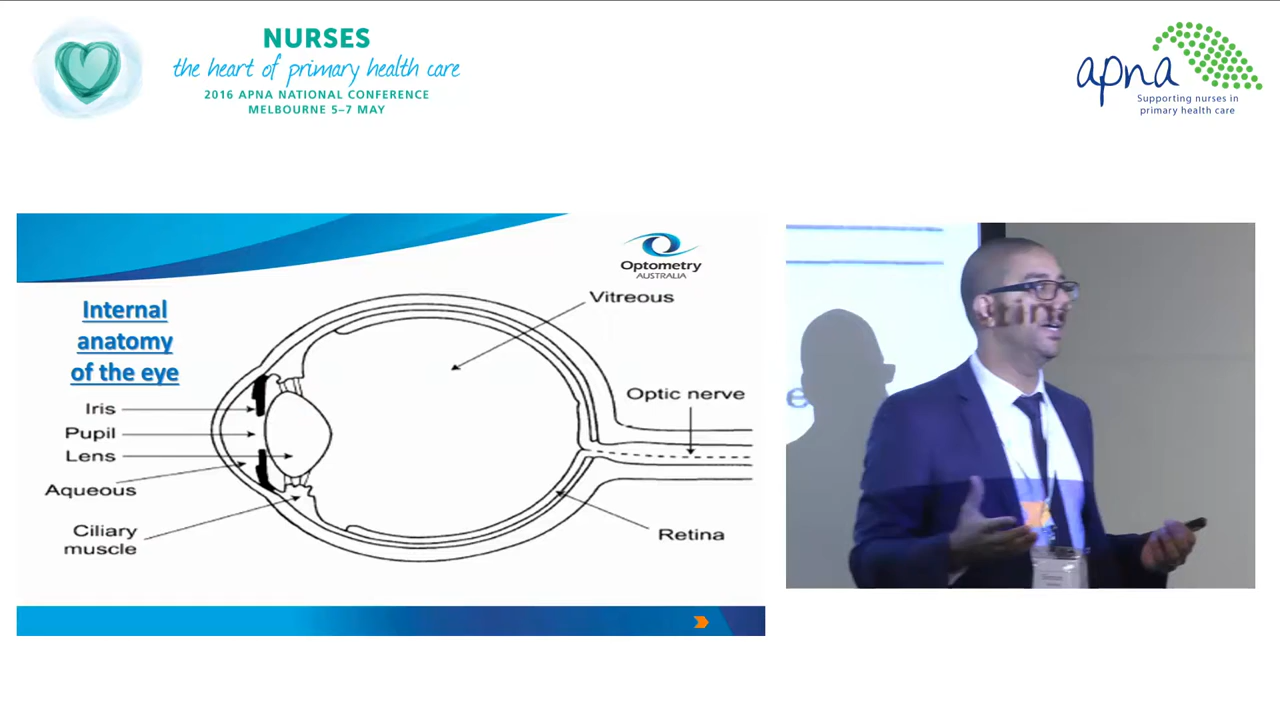 NURSES
the heart of primary health care
2016 APNA NATIONAL CONFERENCE
MELBOURNE 5–7 MAY
apna
Supporting nurses in
primary health care
Optometry
AUSTRALIA
Internal
anatomy
of the eye
Vitreous
Optic nerve
Iris
Pupil
Lens
Aqueous
Ciliary
muscle
Retina